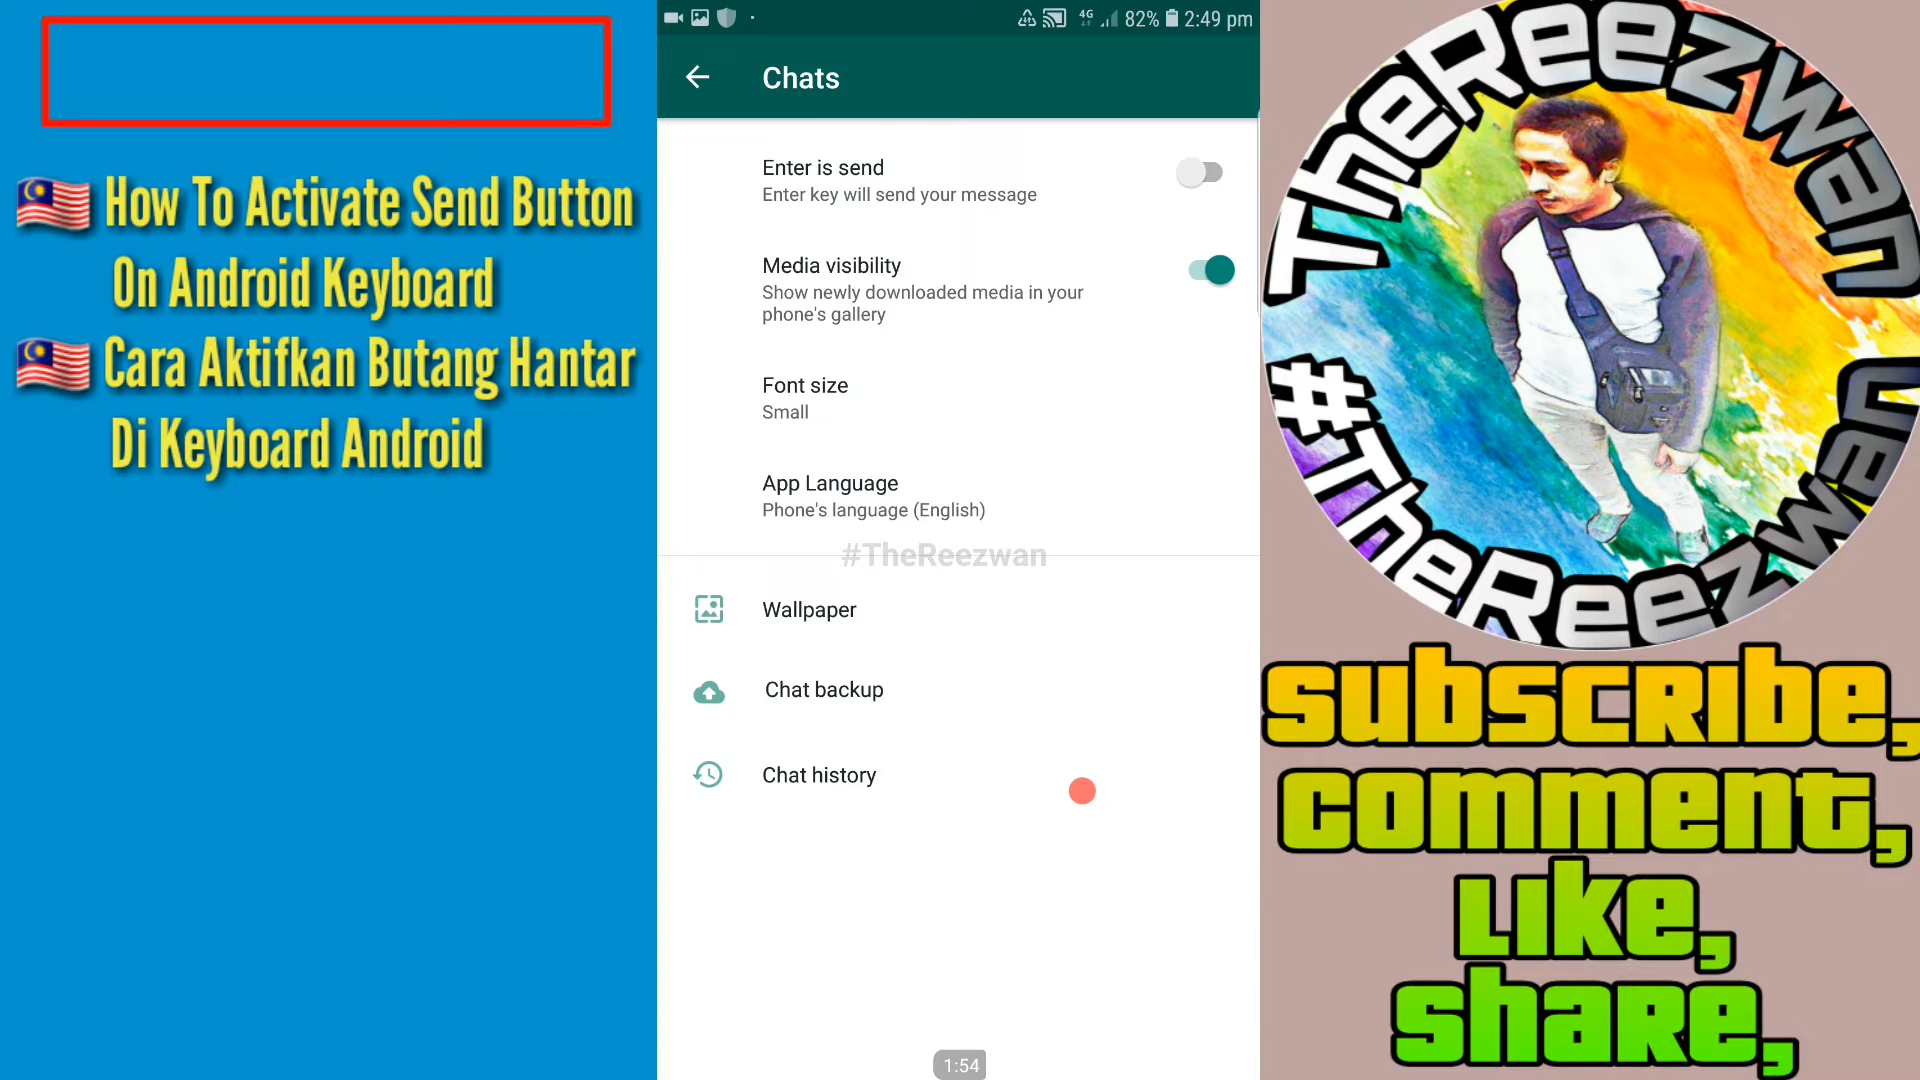 How To Activate Send Button
On Android Keyboard
Cara Aktifkan Butang Hantar
Di Keyboard Android
4G 82% 2:49 pm
Chats
Enter is send
Enter key will send your message
Media visibility
Show newly downloaded media in your
phone's gallery
Font size
Small
App Language
Phone's language (English)
#TheReezwan
Wallpaper
Chat backup
Chat history
1:54
TheReezwan
#TheReezwan
Subscribe,
Comment,
Like,
Share,